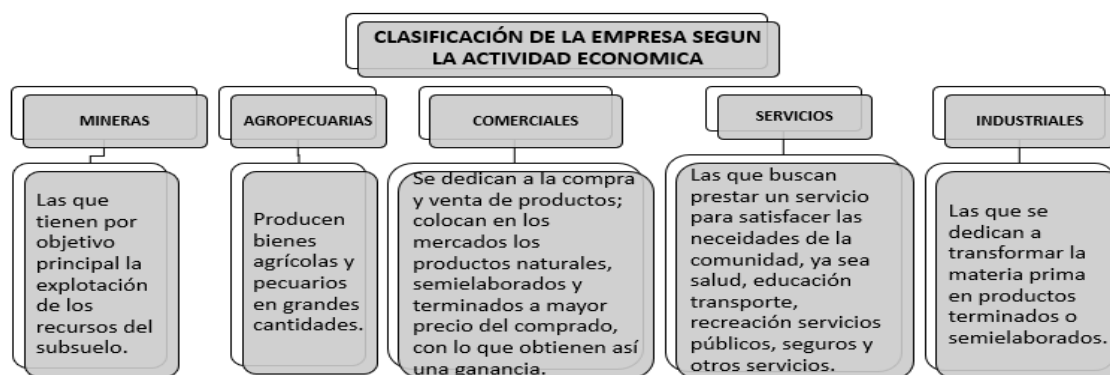 CLASIFICACIÓN DE LA EMPRESA SEGUN
LA ACTIVIDAD ECONOMICA
MINERAS
Las que
tienen por
objetivo
principal la
explotación
de los
recursos del
subsuelo.
AGROPECUARIAS
Producen
bienes
agrícolas y
pecuarios
en grandes
cantidades.
COMERCIALES
Se dedican a la compra
y venta de productos;
colocan en los
mercados los
productos naturales,
semielaborados y
terminados a mayor
precio del comprado,
con lo que obtienen así
una ganancia.
SERVICIOS
Las que buscan
prestar un servicio
para satisfacer las
neceidades de la
comunidad, ya sea
salud, educación
transporte,
recreación servicios
públicos, seguros y
otros servicios.
INDUSTRIALES
Las que se
dedican a
transformar la
materia prima
en productos
terminados o
semielaborados.